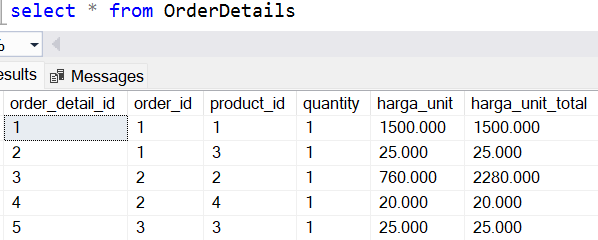 select * from OrderDetails
%
esults Messages
order_detail_id order_id product_id quantity harga_unit harga_unit_total
1 1 1 1 1500.000 1500.000
2 1 3 1 25.000 25.000
3 2 2 1 760.000 2280.000
4 2 4 1 20.000 20.000
5 3 3 1 25.000 25.000